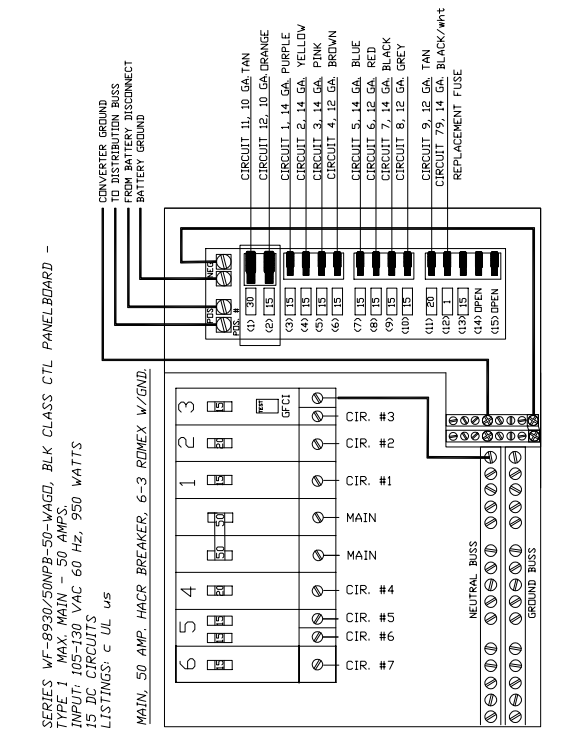 SERIES WF-8930/50NPB-50-WAGO, BLK CLASS CTL PANELBOARD -
TYPE 1 MAX. MAIN - 50 AMPS.
INPUT: 105-130 VAC 60 Hz, 950 WATTS
15 DC CIRCUITS
LISTINGS: c UL us
MAIN, 50 AMP. HACR BREAKER, 6-3 ROMEX W/GND.
CONVERTER GROUND
TO DISTRIBUTION BUSS
FROM BATTERY DISCONNECT
BATTERY GROUND
CIRCUIT 11, 10 GA, TAN
CIRCUIT 12, 10 GA, ORANGE
CIRCUIT 1, 14 GA, PURPLE
CIRCUIT 2, 14 GA, YELLOW
CIRCUIT 3, 14 GA, PINK
CIRCUIT 4, 12 GA, BROWN
CIRCUIT 5, 14 GA, BLUE
CIRCUIT 6, 12 GA, RED
CIRCUIT 7, 14 GA, BLACK
CIRCUIT 8, 12 GA, GREY
CIRCUIT 9, 12 GA, TAN
CIRCUIT 79, 14 GA, BLACK/wht
REPLACEMENT FUSE
POS
NEG
POS. #
(1) 30
(2) 15
(3) 15
(4) 15
(5) 15
(6) 15
(7) 15
(8) 15
(9) 15
(10) 15
(11) 20
(12) 1
(13) 15
(14) OPEN
(15) OPEN
3 15 TEST GFCI CIR. #3
2 20 CIR. #2
1 15 CIR. #1
50 MAIN
50 MAIN
4 20 CIR. #4
5 15 CIR. #5
15 CIR. #6
6 15 CIR. #7
NEUTRAL BUSS
GROUND BUSS